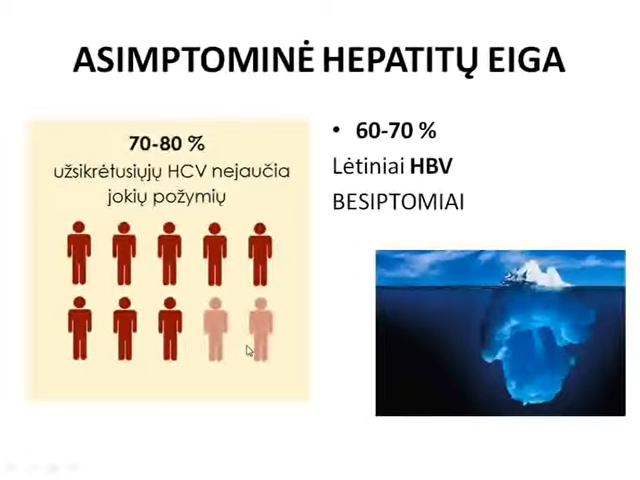 ASIMPTOMINĖ HEPATITŲ EIGA
70-80 %
užsikrėtusiųjų HCV nejaučia
jokių požymių
• 60-70 %
Lėtiniai HBV
BESIPTOMIAI